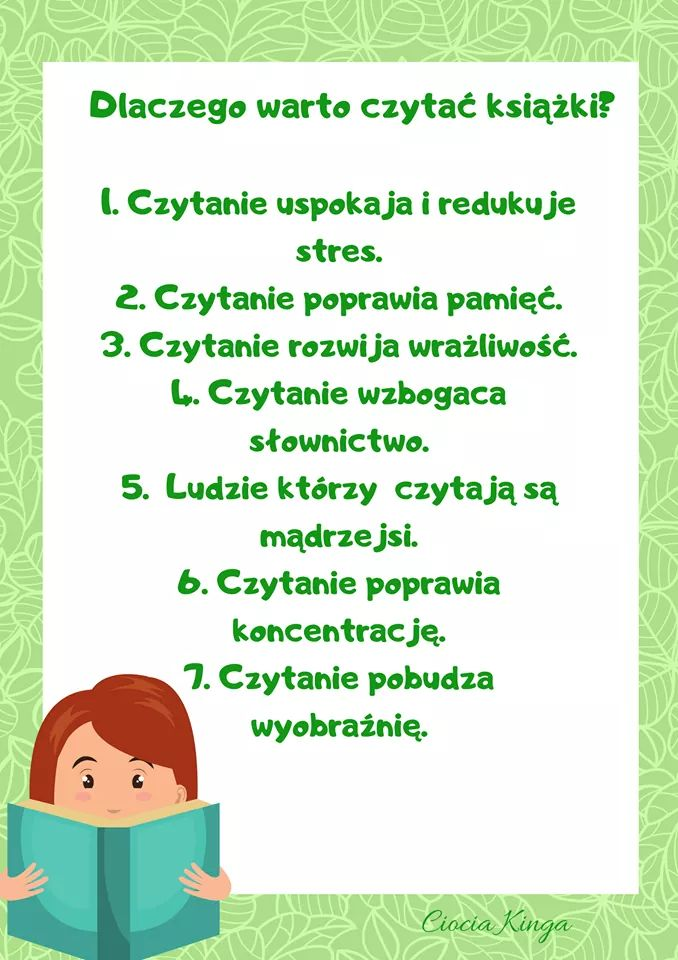 Dlaczego warto czytać książki?
1. Czytanie uspokaja i redukuje
stres.
2. Czytanie poprawia pamięć.
3. Czytanie rozwija wrażliwość.
4. Czytanie wzbogaca
słownictwo.
5. Ludzie którzy czytają są
mądrzejsi.
6. Czytanie poprawia
koncentrację.
7. Czytanie pobudza
wyobraźnię.
Ciocia Kinga